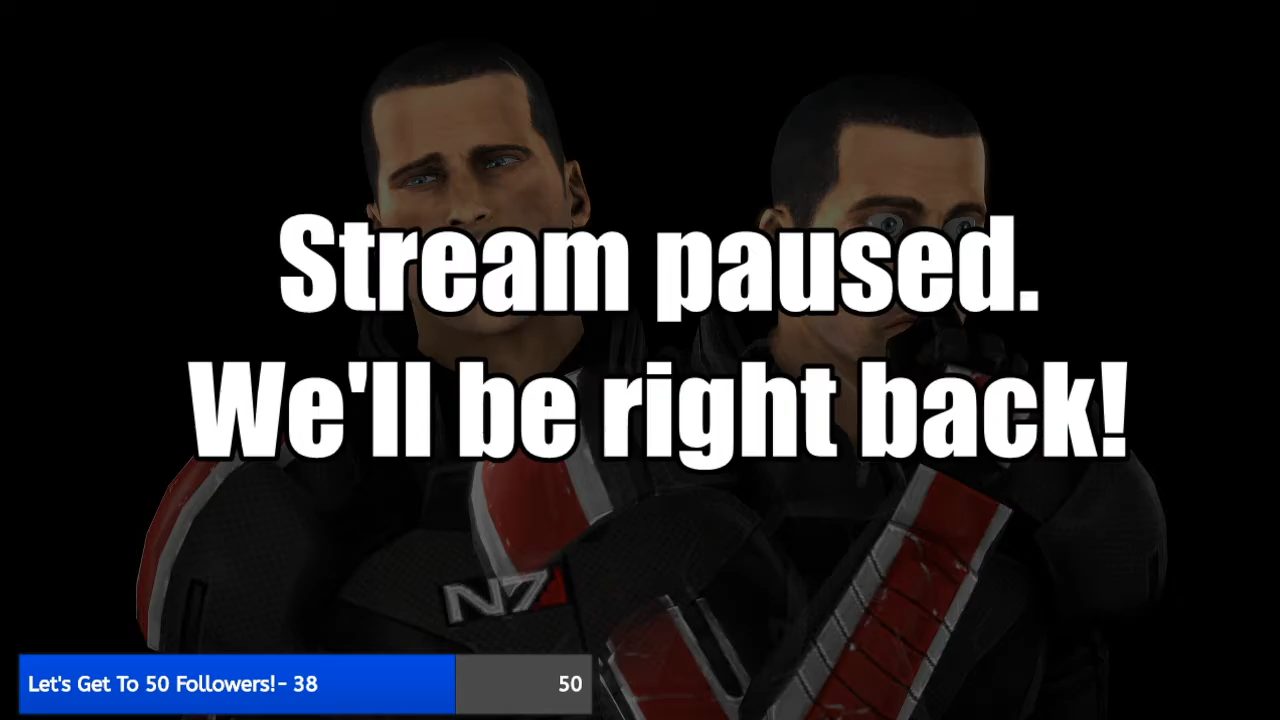 Stream paused.
We'll be right back!
N7
Let's Get To 50 Followers!- 38
50